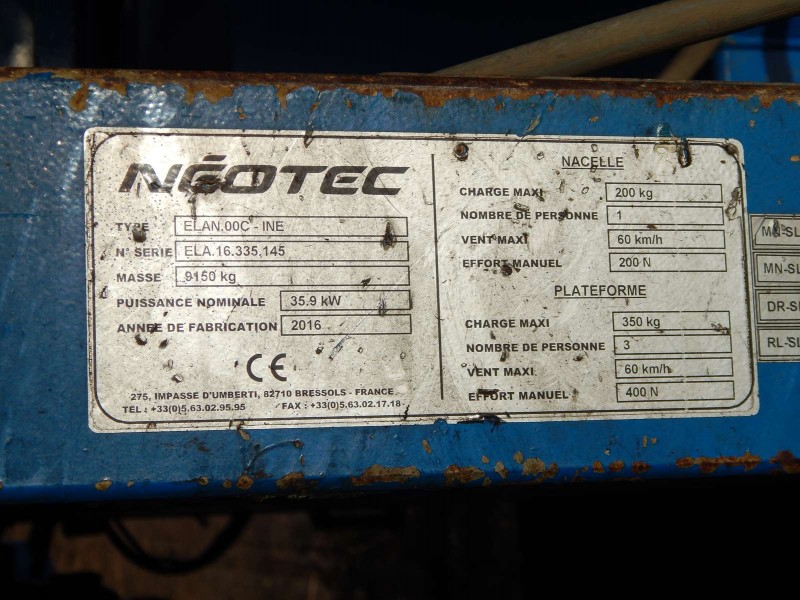 NÉOTEC
TYPE ELAN.00C - INE
N° SERIE ELA.16.335.145
MASSE 9150 kg
PUISSANCE NOMINALE 35.9 kW
ANNÉE DE FABRICATION 2016
CE
275, IMPASSE D'UMBERTI, 82710 BRESSOLS - FRANCE
TEL : +33(0)5.63.02.95.95 FAX : +33(0)5.63.02.17.18
NACELLE
CHARGE MAXI 200 kg
NOMBRE DE PERSONNE 1
VENT MAXI 60 km/h
EFFORT MANUEL 200 N
PLATEFORME
CHARGE MAXI 350 kg
NOMBRE DE PERSONNE 3
VENT MAXI 60 km/h
EFFORT MANUEL 400 N
MN-SL
DR-SL
RL-SL